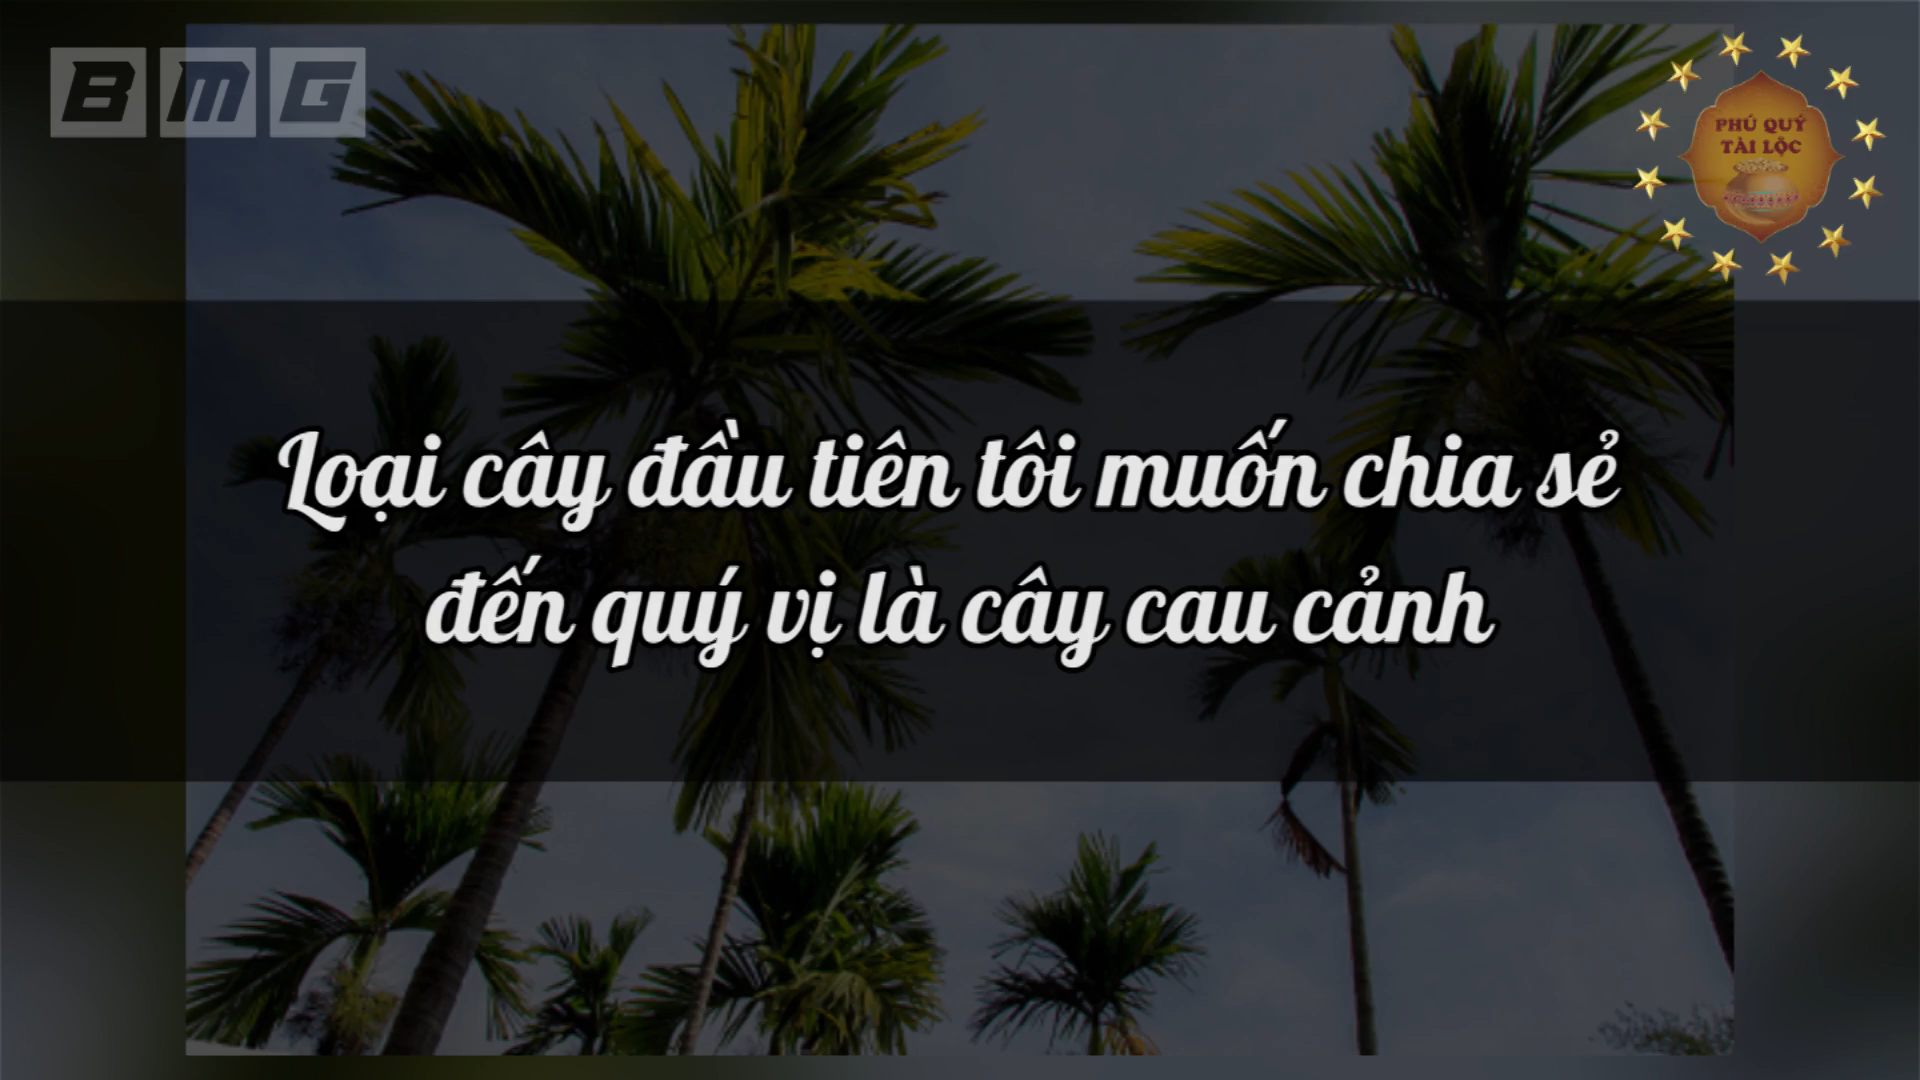 BMG
PHÚ QUÝ
TÀI LỘC
Loại cây đầu tiên tôi muốn chia sẻ
đến quý vị là cây cau cảnh